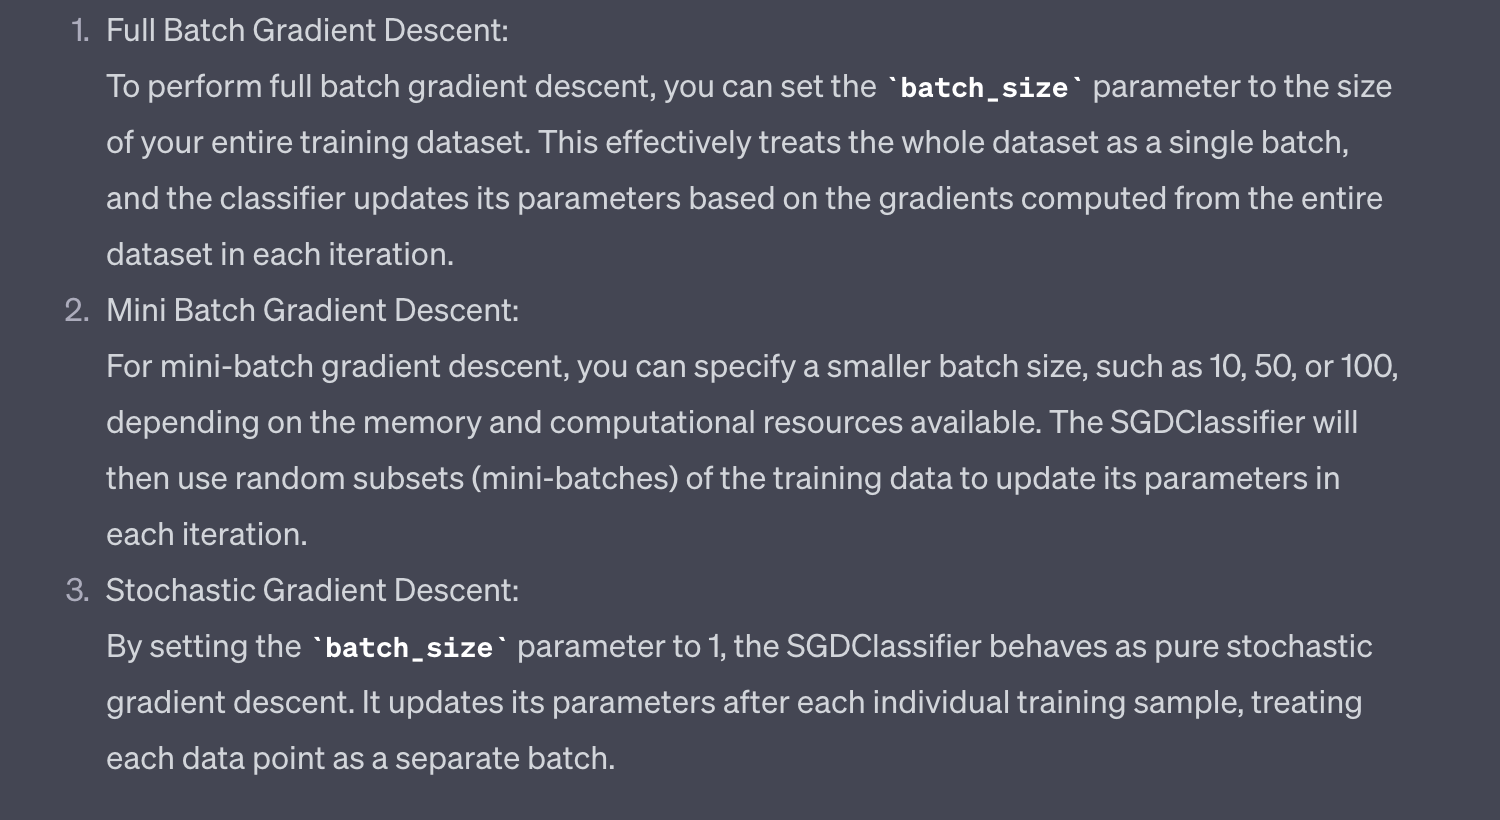 1. Full Batch Gradient Descent:
To perform full batch gradient descent, you can set the `batch_size` parameter to the size
of your entire training dataset. This effectively treats the whole dataset as a single batch,
and the classifier updates its parameters based on the gradients computed from the entire
dataset in each iteration.
2. Mini Batch Gradient Descent:
For mini-batch gradient descent, you can specify a smaller batch size, such as 10, 50, or 100,
depending on the memory and computational resources available. The SGDClassifier will
then use random subsets (mini-batches) of the training data to update its parameters in
each iteration.
3. Stochastic Gradient Descent:
By setting the `batch_size` parameter to 1, the SGDClassifier behaves as pure stochastic
gradient descent. It updates its parameters after each individual training sample, treating
each data point as a separate batch.